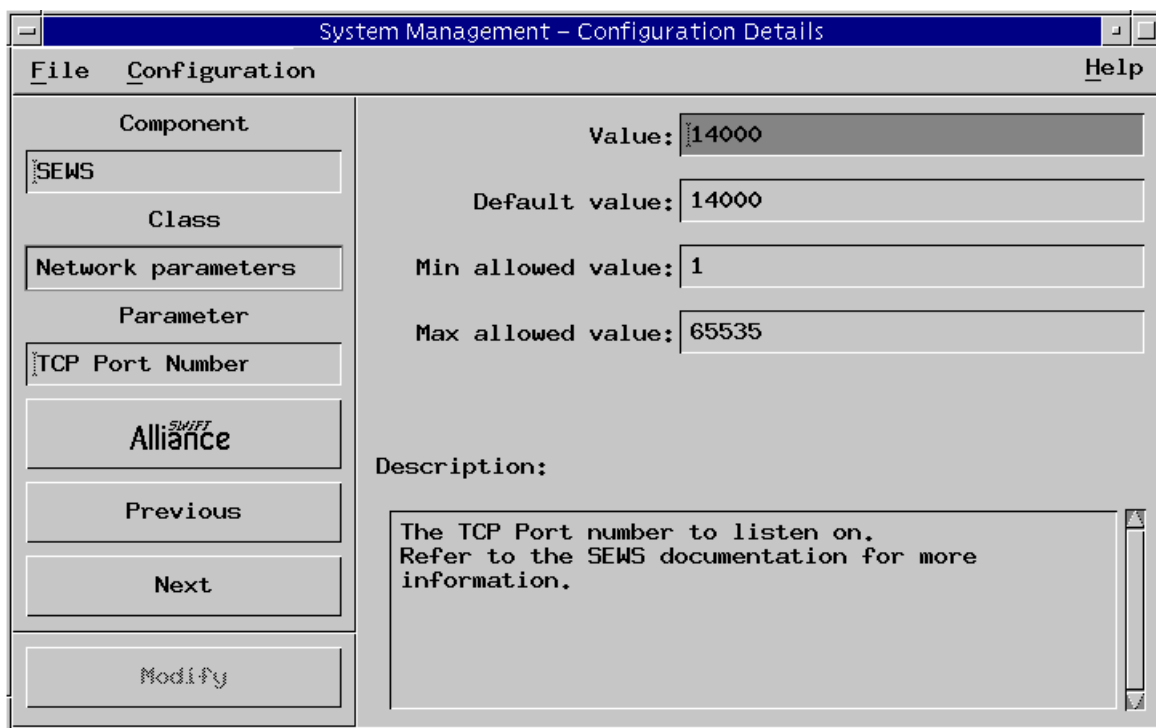 System Management – Configuration Details
File Configuration Help
Component
SEWS
Class
Network parameters
Parameter
TCP Port Number
SWIFT
Alliance
Previous
Next
Modify
Value: 14000
Default value: 14000
Min allowed value: 1
Max allowed value: 65535
Description:
The TCP Port number to listen on.
Refer to the SEWS documentation for more
information.